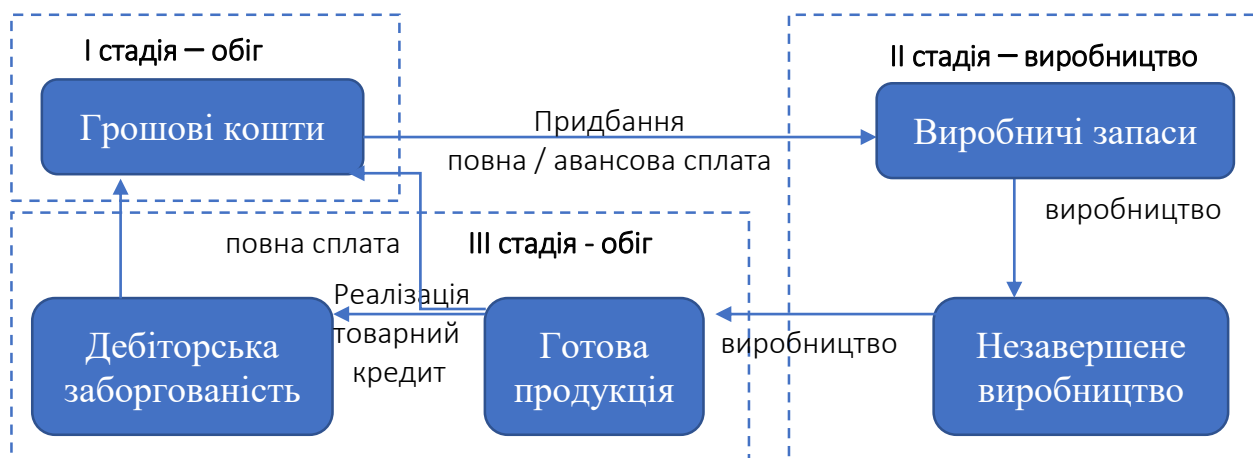 І стадія – обіг
ІІ стадія – виробництво
Грошові кошти
Придбання
повна / авансова сплата
Виробничі запаси
виробництво
повна сплата
ІІІ стадія - обіг
Реалізація
товарний
кредит
Дебіторська
заборгованість
Готова
продукція
виробництво
Незавершене
виробництво